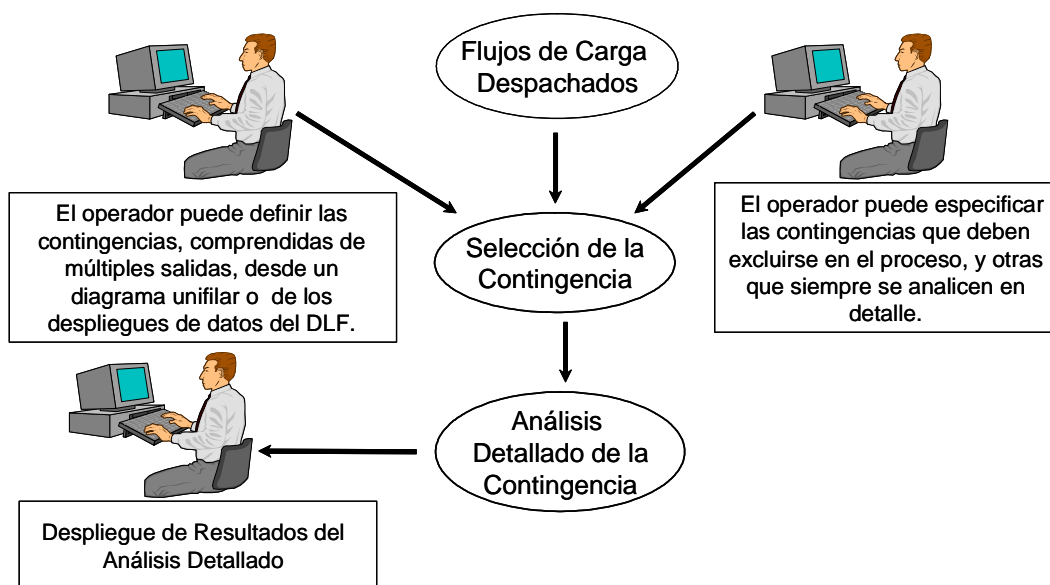 Flujos de Carga
Despachados
El operador puede definir las
contingencias, comprendidas de
múltiples salidas, desde un
diagrama unifilar o de los
despliegues de datos del DLF.
Selección de la
Contingencia
El operador puede especificar
las contingencias que deben
excluirse en el proceso, y otras
que siempre se analicen en
detalle.
Análisis
Detallado de la
Contingencia
Despliegue de Resultados del
Análisis Detallado